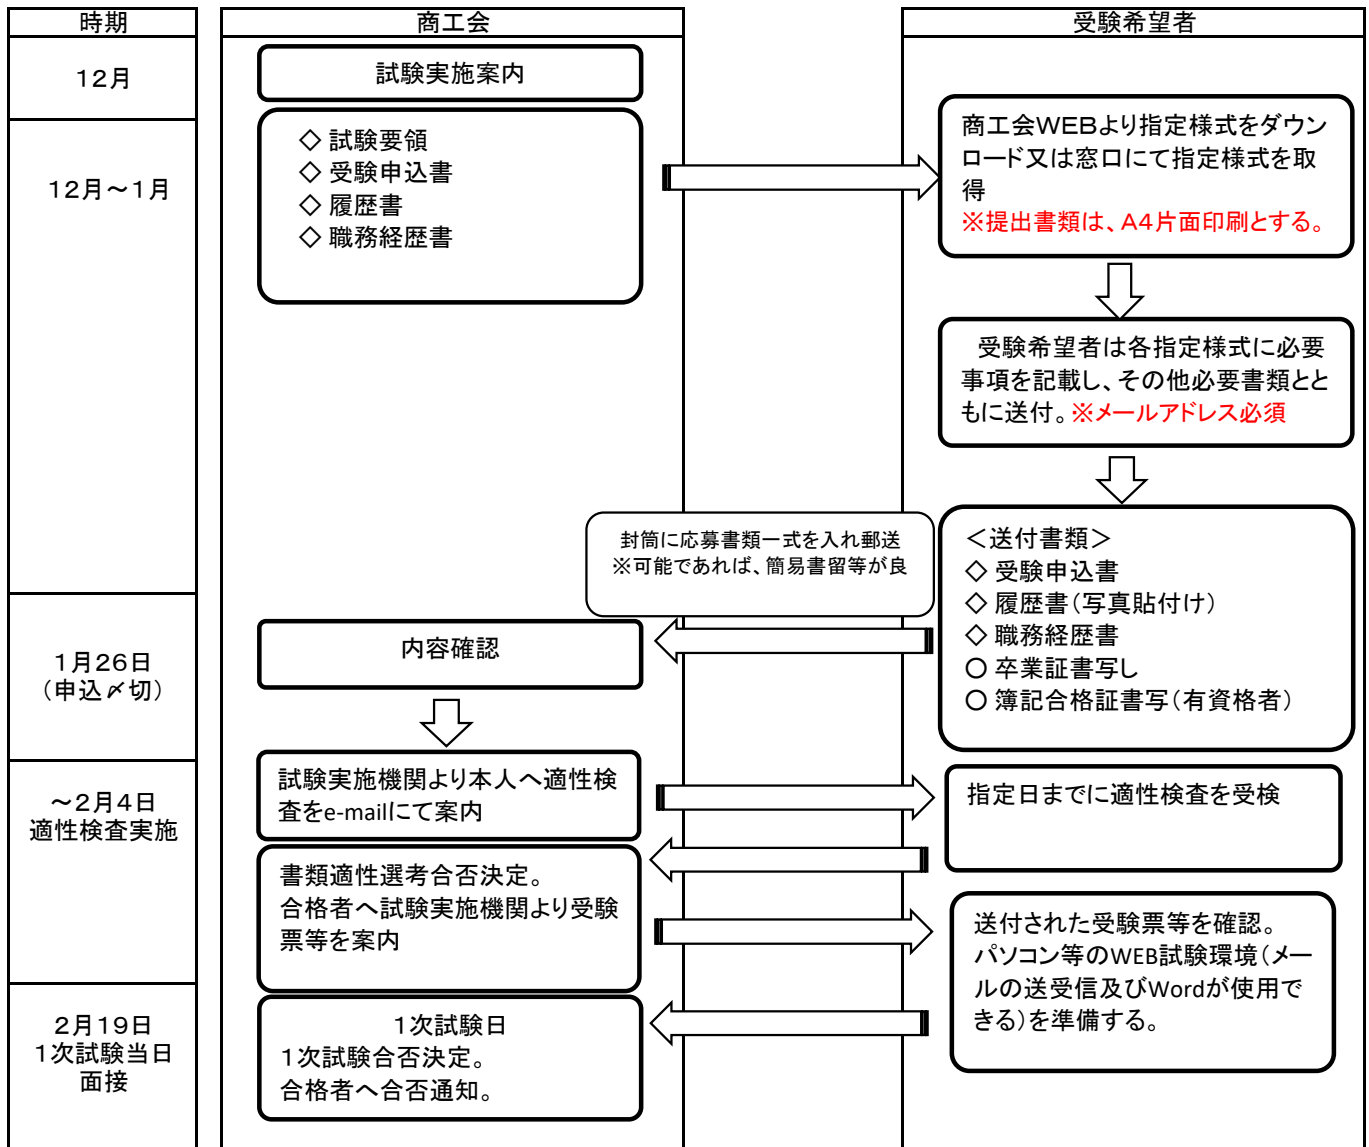 時期
商工会
受験希望者
12月
試験実施案内
12月～1月
◇ 試験要領
◇ 受験申込書
◇ 履歴書
◇ 職務経歴書
商工会WEBより指定様式をダウン
ロード又は窓口にて指定様式を取
得
※提出書類は、A4片面印刷とする。
受験希望者は各指定様式に必要
事項を記載し、その他必要書類とと
もに送付。※メールアドレス必須
封筒に応募書類一式を入れ郵送
※可能であれば、簡易書留等が良
＜送付書類＞
◇ 受験申込書
◇ 履歴書（写真貼付け）
◇ 職務経歴書
○ 卒業証書写し
○ 簿記合格証書写（有資格者）
1月26日
（申込〆切）
内容確認
～2月4日
適性検査実施
試験実施機関より本人へ適性検
査をe-mailにて案内
指定日までに適性検査を受検
書類適性選考合否決定。
合格者へ試験実施機関より受験
票等を案内
送付された受験票等を確認。
パソコン等のWEB試験環境（メー
ルの送受信及びWordが使用で
きる）を準備する。
2月19日
1次試験当日
面接
1次試験日
1次試験合否決定。
合格者へ合否通知。